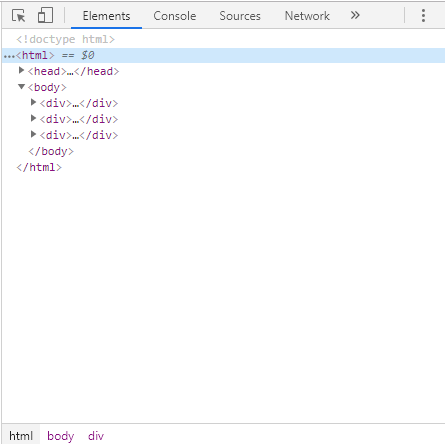 Elements Console Sources Network »
<!doctype html>
…<html> == $0
▶<head>…</head>
▼<body>
▶<div>…</div>
▶<div>…</div>
▶<div>…</div>
</body>
</html>
html body div